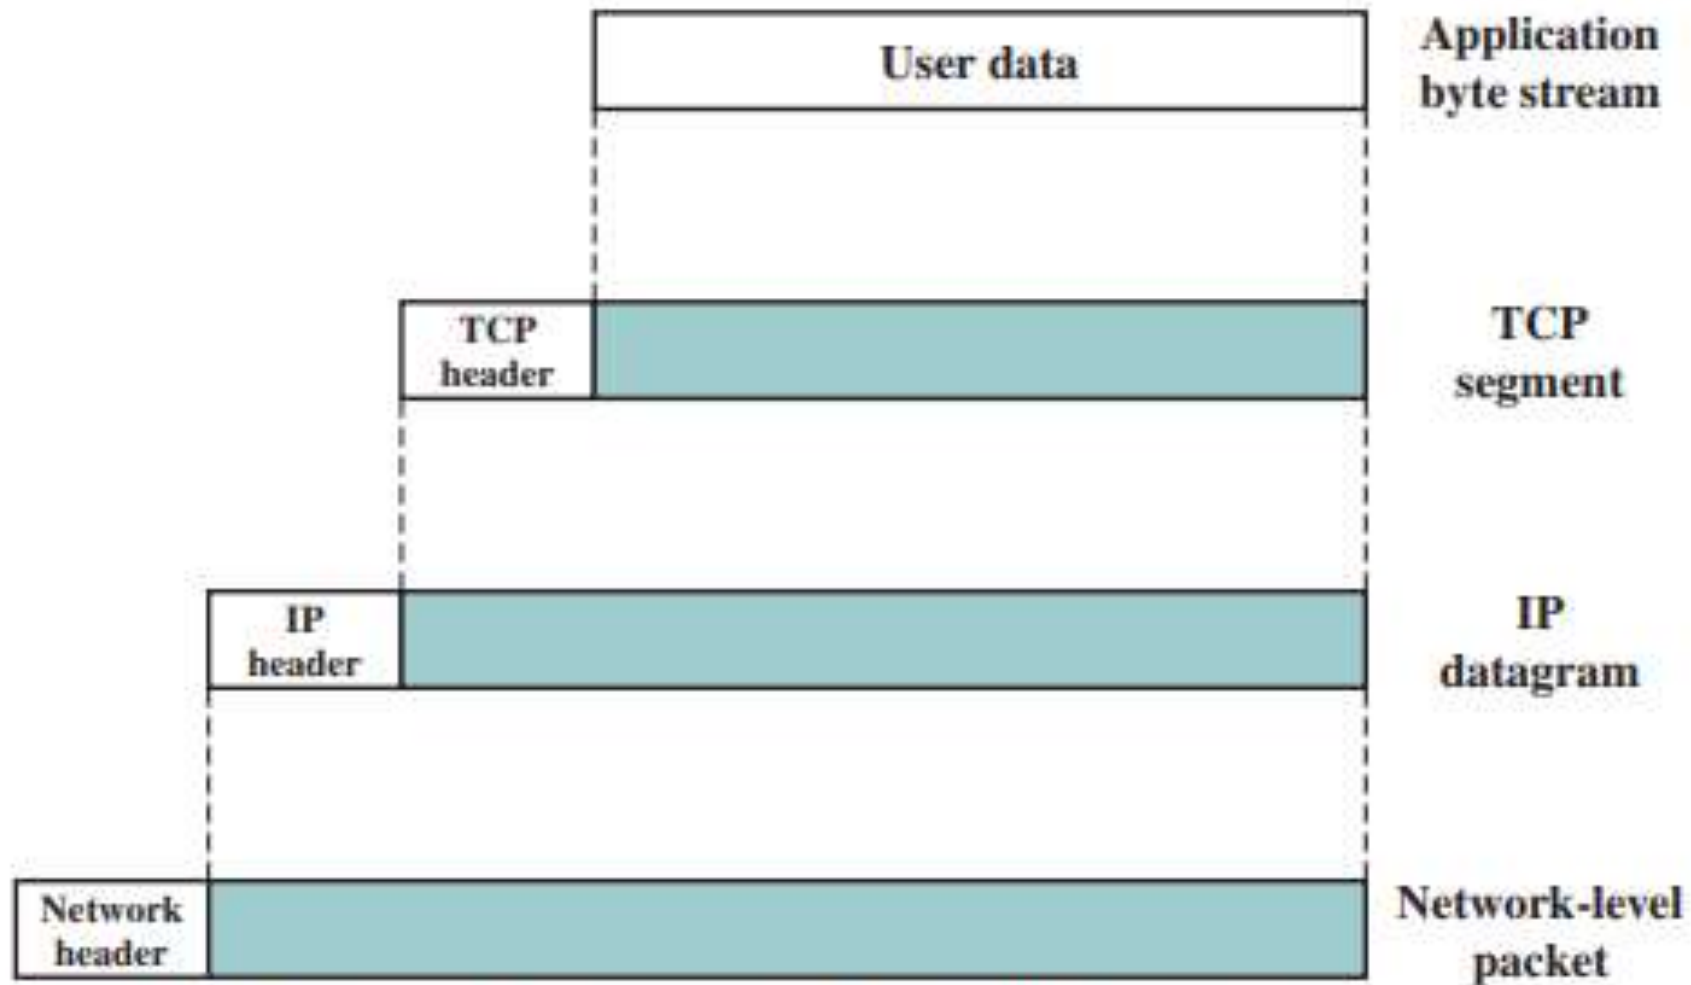 User data
Application
byte stream
TCP
header
TCP
segment
IP
header
IP
datagram
Network
header
Network-level
packet